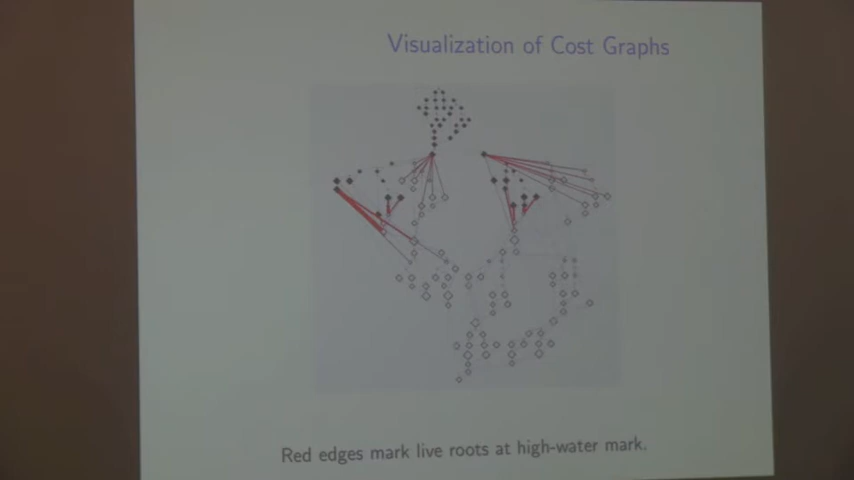 Visualization of Cost Graphs
Red edges mark live roots at high-water mark.